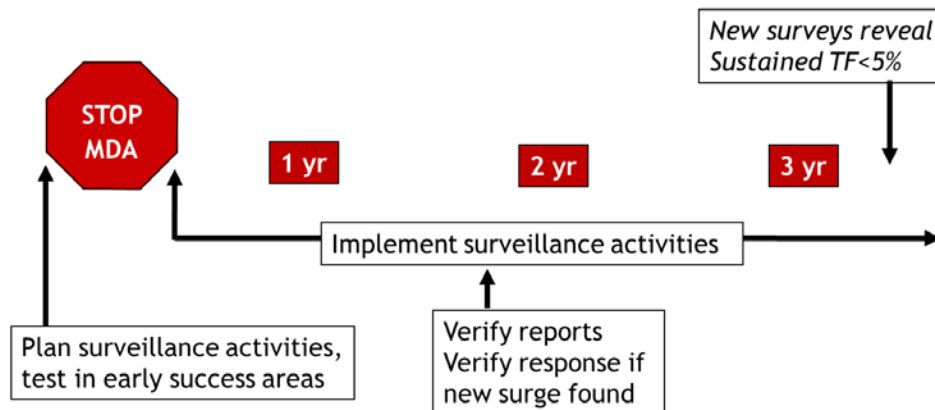 New surveys reveal
Sustained TF<5%
STOP
MDA
1 yr
2 yr
3 yr
Implement surveillance activities
Plan surveillance activities,
test in early success areas
Verify reports
Verify response if
new surge found